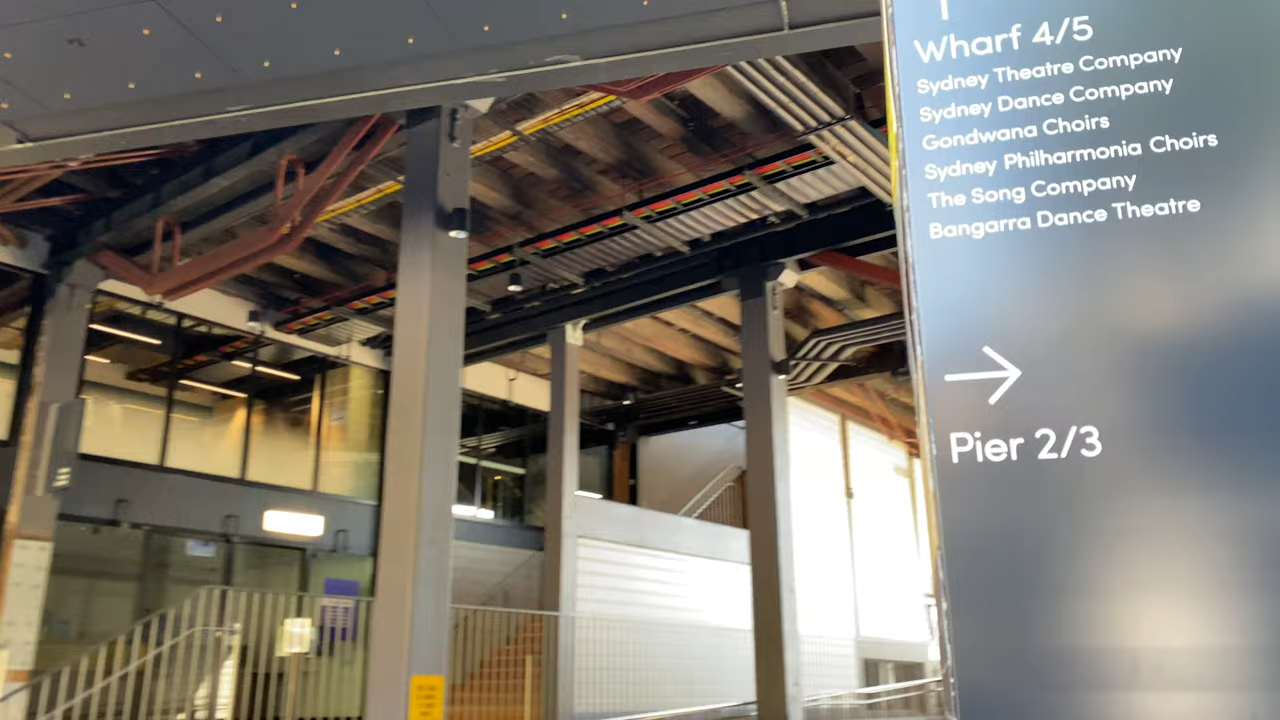 Wharf 4/5
Sydney Theatre Company
Sydney Dance Company
Gondwana Choirs
Sydney Philharmonia Choirs
The Song Company
Bangarra Dance Theatre
Pier 2/3